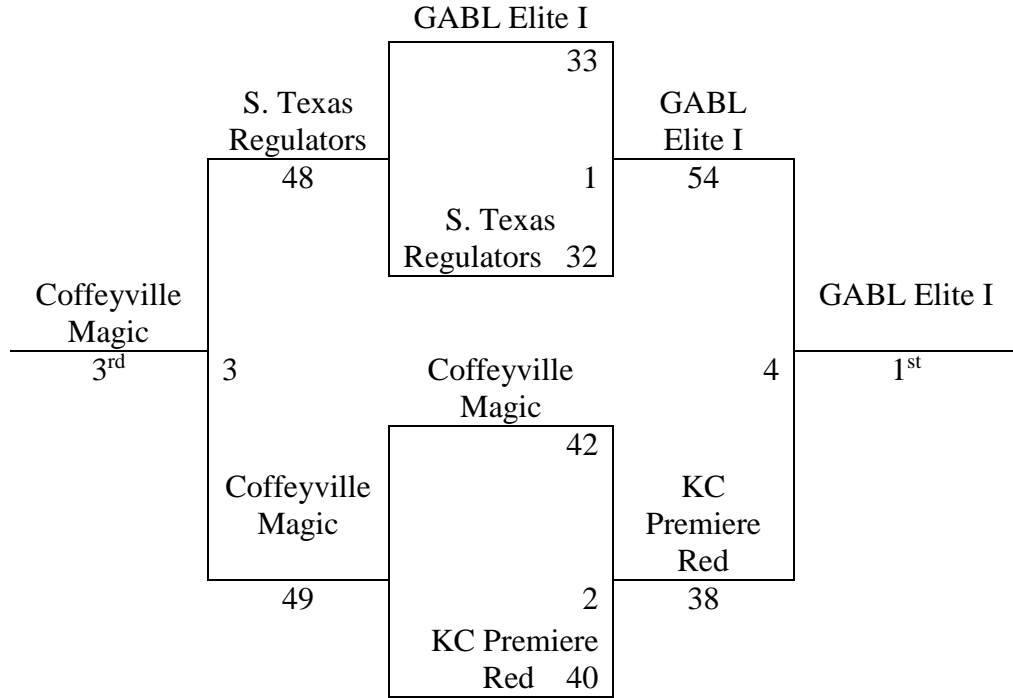 GABL Elite I
33
S. Texas
Regulators
48
GABL
Elite I
54
1
S. Texas
Regulators 32
Coffeyville
Magic
3rd
GABL Elite I
1st
3
4
Coffeyville
Magic
42
Coffeyville
Magic
49
KC
Premiere
Red
38
2
KC Premiere
Red 40